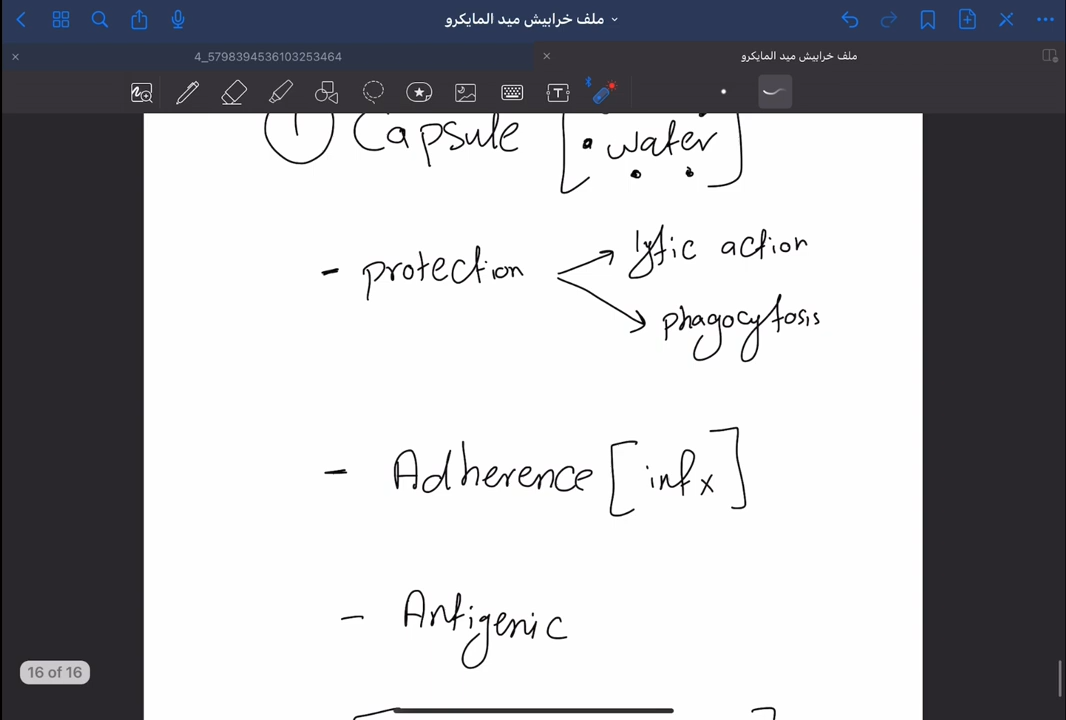 ملف خرابيش ميد المايكرو
4_5798394536103253464
ملف خرابيش ميد المايكرو
① Capsule [ • water ]
- protection → lytic action
→ phagocytosis
- Adherence [infx]
- Antigenic
16 of 16